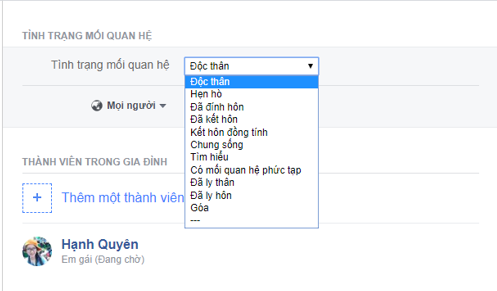 TÌNH TRẠNG MỐI QUAN HỆ
Tình trạng mối quan hệ
Độc thân
Độc thân
Hẹn hò
Đã đính hôn
Đã kết hôn
Kết hôn đồng tính
Chung sống
Tìm hiểu
Có mối quan hệ phức tạp
Đã ly thân
Đã ly hôn
Góa
---
Mọi người
THÀNH VIÊN TRONG GIA ĐÌNH
+ Thêm một thành viên
Hạnh Quyên
Em gái (Đang chờ)